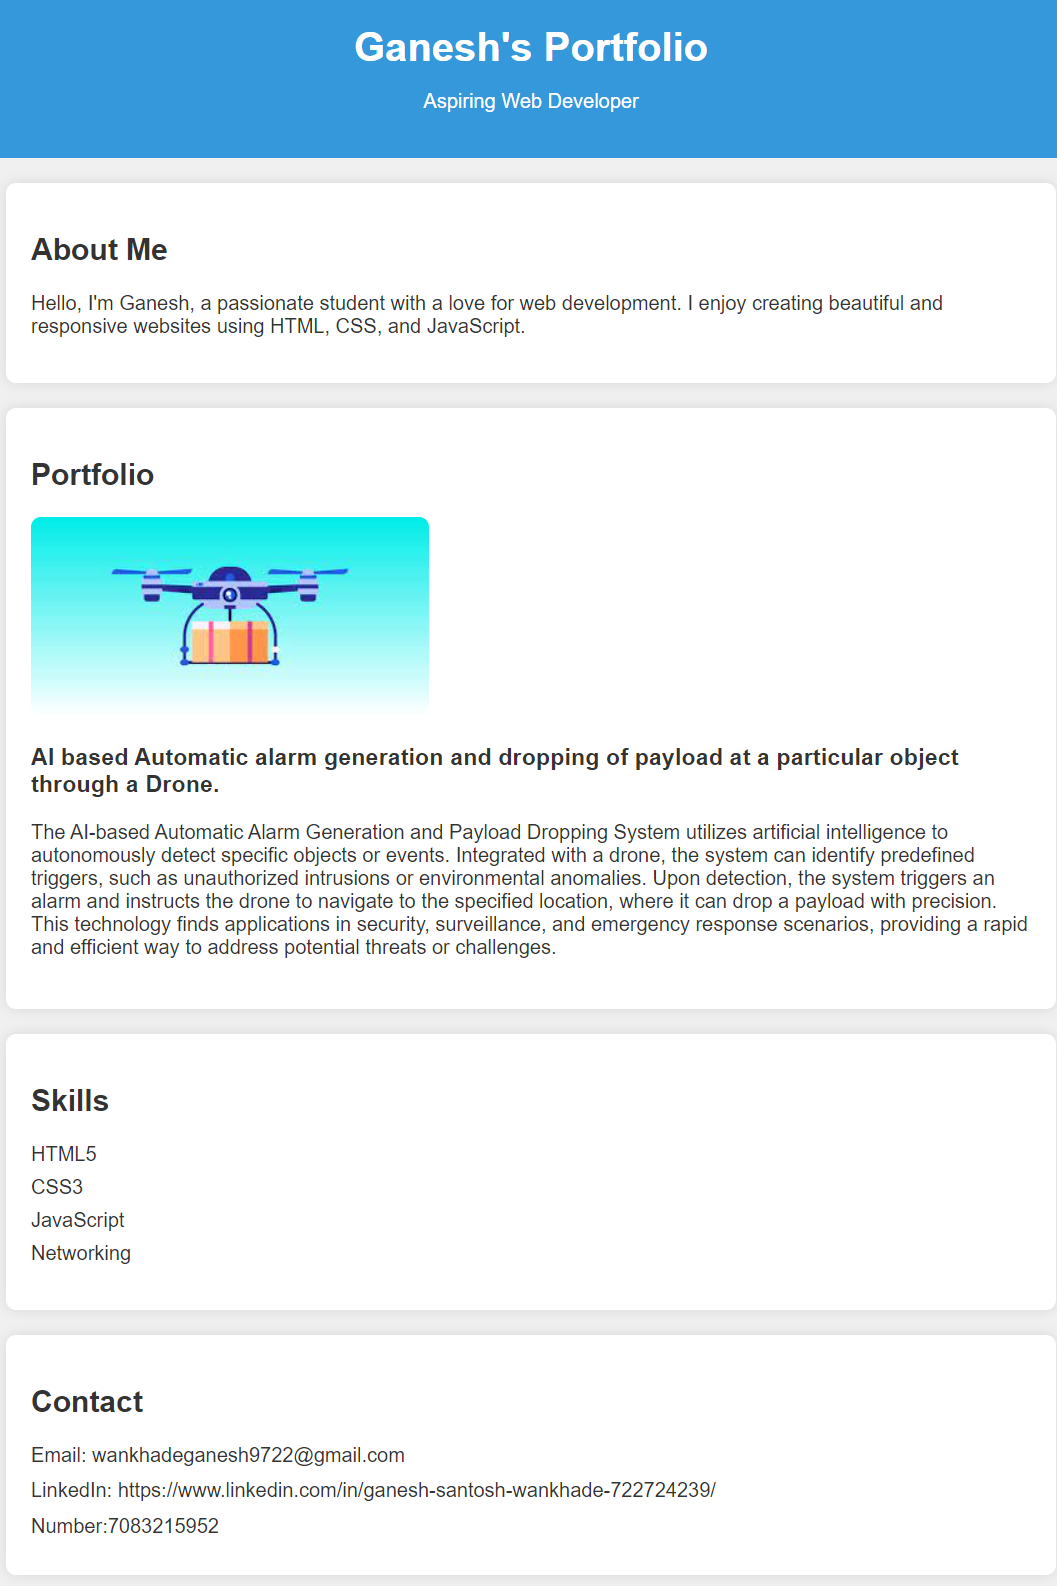 Ganesh's Portfolio
Aspiring Web Developer
About Me
Hello, I'm Ganesh, a passionate student with a love for web development. I enjoy creating beautiful and
responsive websites using HTML, CSS, and JavaScript.
Portfolio
AI based Automatic alarm generation and dropping of payload at a particular object
through a Drone.
The AI-based Automatic Alarm Generation and Payload Dropping System utilizes artificial intelligence to
autonomously detect specific objects or events. Integrated with a drone, the system can identify predefined
triggers, such as unauthorized intrusions or environmental anomalies. Upon detection, the system triggers an
alarm and instructs the drone to navigate to the specified location, where it can drop a payload with precision.
This technology finds applications in security, surveillance, and emergency response scenarios, providing a rapid
and efficient way to address potential threats or challenges.
Skills
HTML5
CSS3
JavaScript
Networking
Contact
Email: wankhadeganesh9722@gmail.com
LinkedIn: https://www.linkedin.com/in/ganesh-santosh-wankhade-722724239/
Number:7083215952